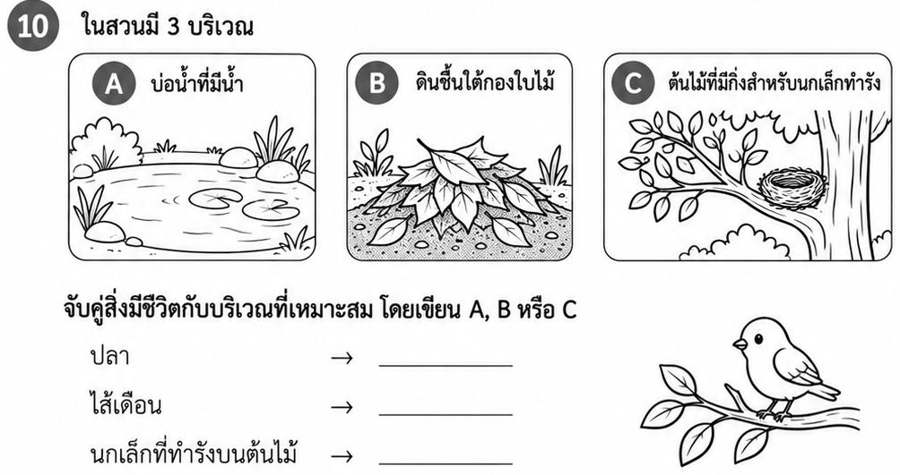 10 ในสวนมี 3 บริเวณ
A บ่อน้ำที่มีน้ำ
B ดินชื้นใต้กองใบไม้
C ต้นไม้ที่มีกิ่งสำหรับนกเล็กทำรัง
จับคู่สิ่งมีชีวิตกับบริเวณที่เหมาะสม โดยเขียน A, B หรือ C
ปลา → __________
ไส้เดือน → __________
นกเล็กที่ทำรังบนต้นไม้ → __________